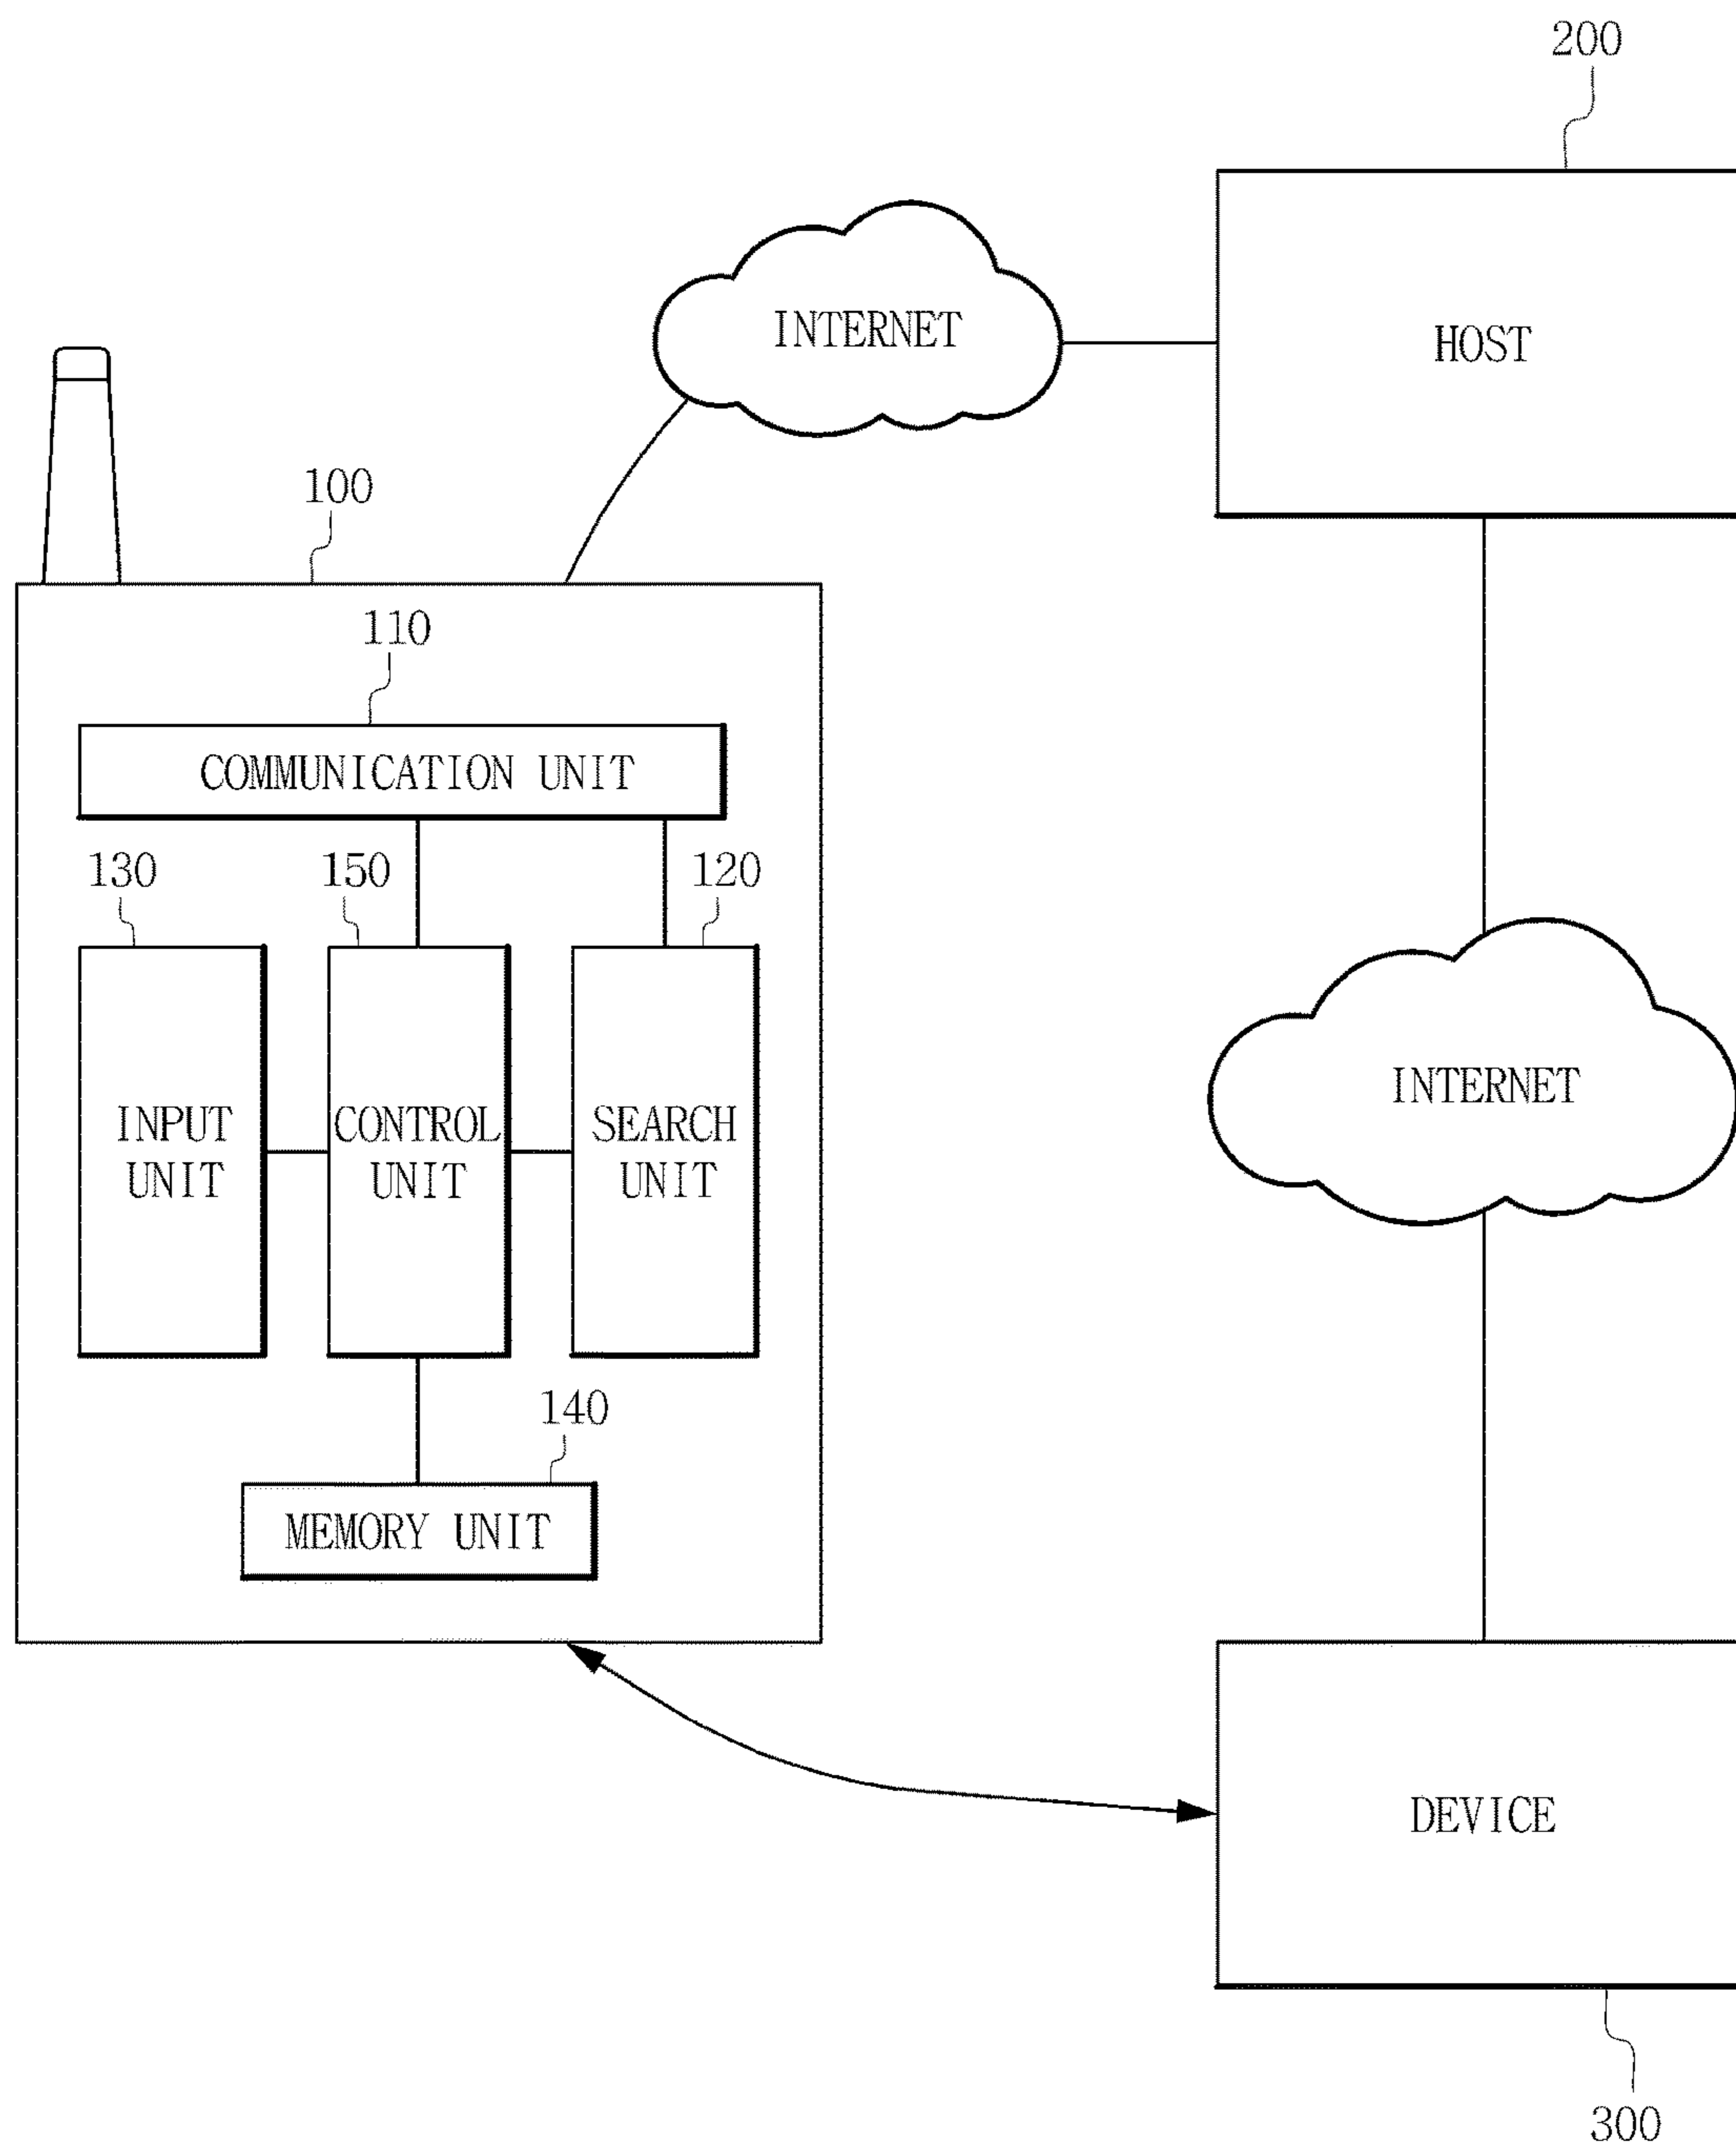 200
INTERNET
HOST
100
110
COMMUNICATION UNIT
130
150
120
INPUT
UNIT
CONTROL
UNIT
SEARCH
UNIT
INTERNET
140
MEMORY UNIT
DEVICE
300